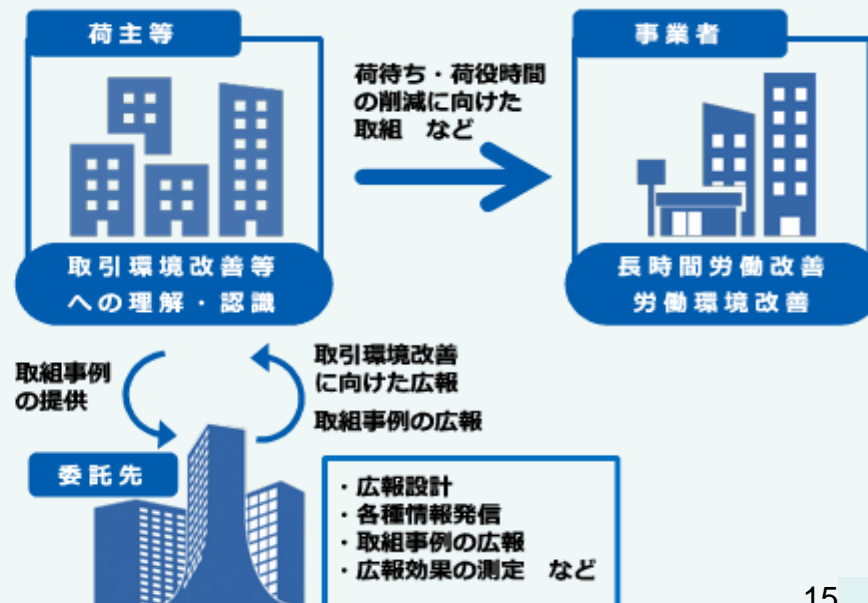 荷主等
事業者
荷待ち・荷役時間
の削減に向けた
取組　など
取引環境改善等
への理解・認識
長時間労働改善
労働環境改善
取組事例
の提供
取引環境改善
に向けた広報
取組事例の広報
委託先
・広報設計
・各種情報発信
・取組事例の広報
・広報効果の測定　など
15